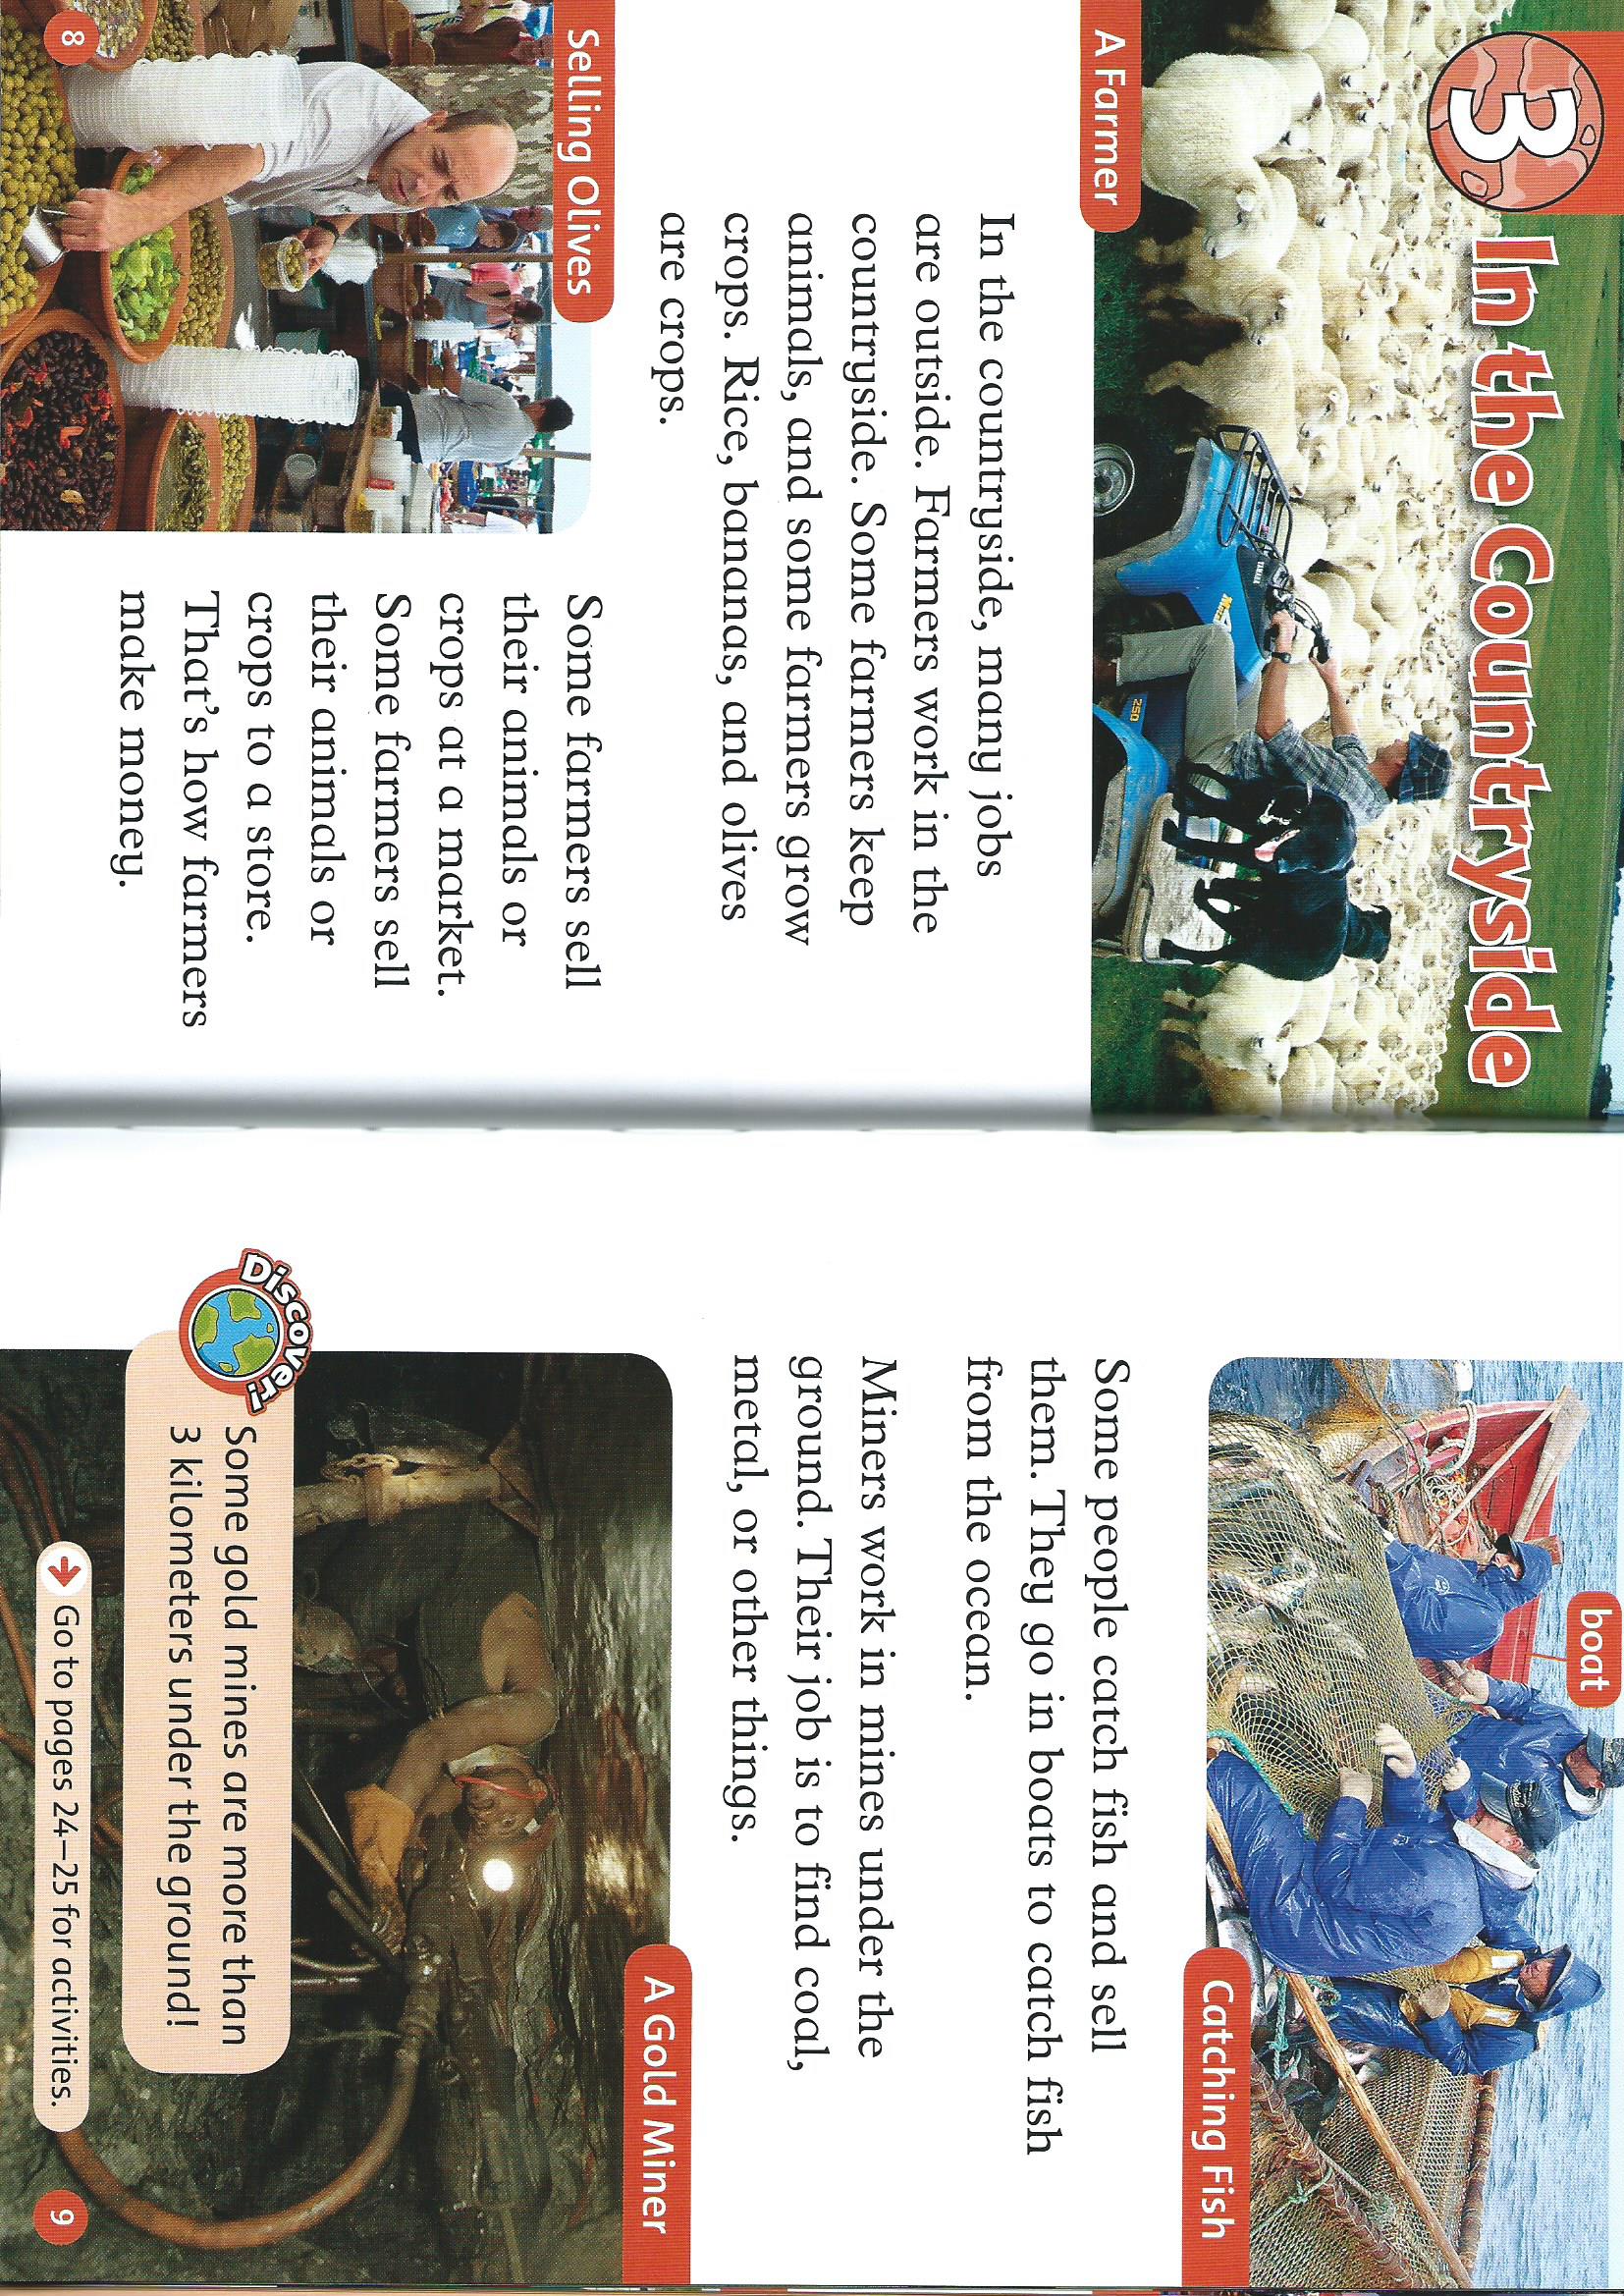 3
In the Countryside
A Farmer
In the countryside, many jobs
are outside. Farmers work in the
countryside. Some farmers keep
animals, and some farmers grow
crops. Rice, bananas, and olives
are crops.
Selling Olives
Some farmers sell
their animals or
crops at a market.
Some farmers sell
their animals or
crops to a store.
That's how farmers
make money.
8
boat
Catching Fish
Some people catch fish and sell
them. They go in boats to catch fish
from the ocean.
Miners work in mines under the
ground. Their job is to find coal,
metal, or other things.
A Gold Miner
Discover!
Some gold mines are more than
3 kilometers under the ground!
Go to pages 24–25 for activities.
9